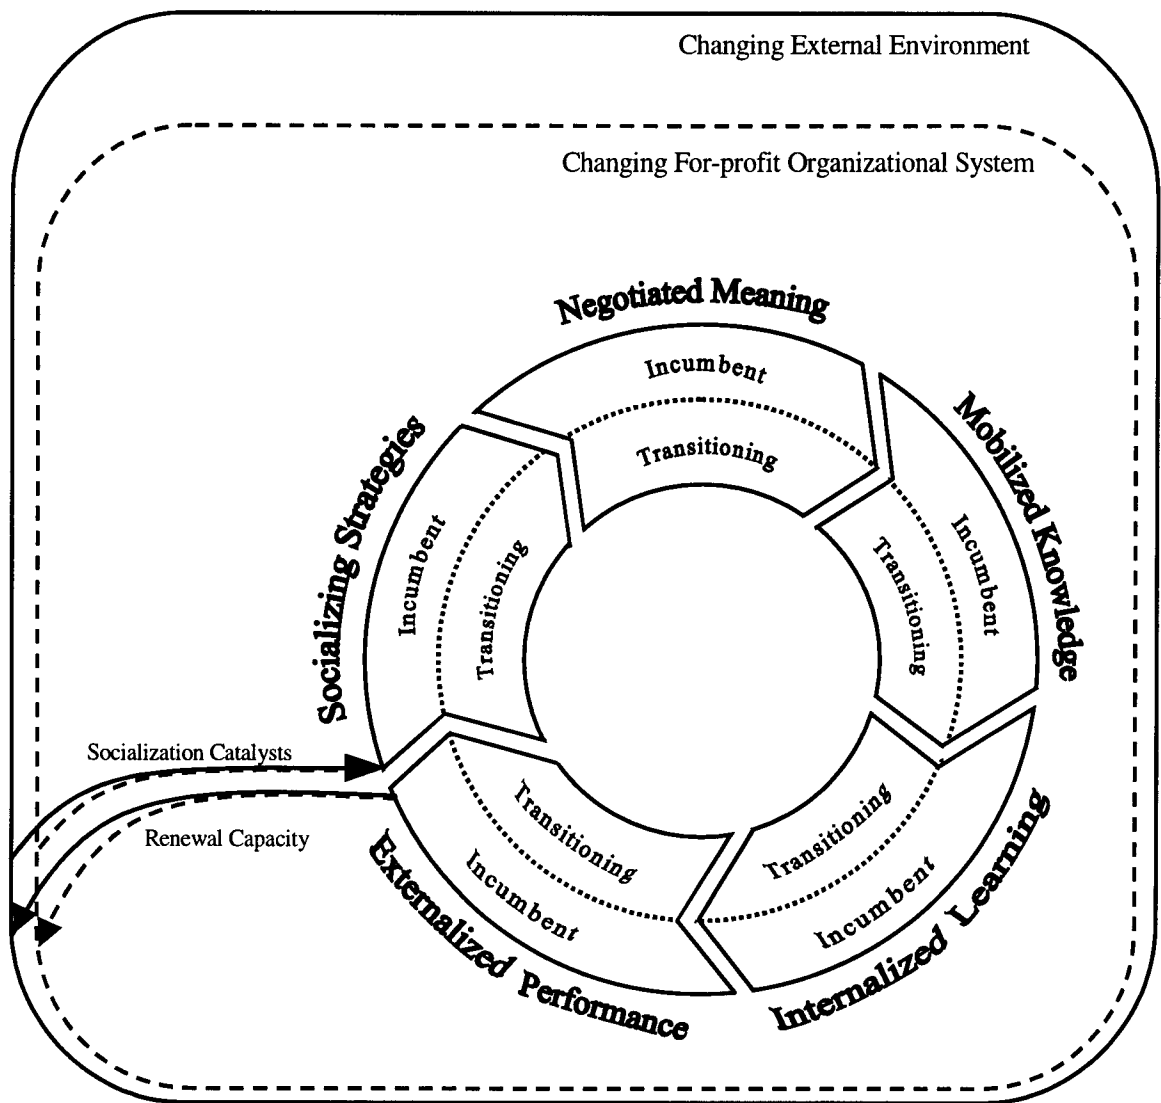 Changing External Environment
Changing For-profit Organizational System
Negotiated Meaning
Incumbent
Transitioning
Mobilized Knowledge
Incumbent
Transitioning
Internalized Learning
Transitioning
Incumbent
Externalized Performance
Transitioning
Incumbent
Socializing Strategies
Incumbent
Transitioning
Socialization Catalysts
Renewal Capacity